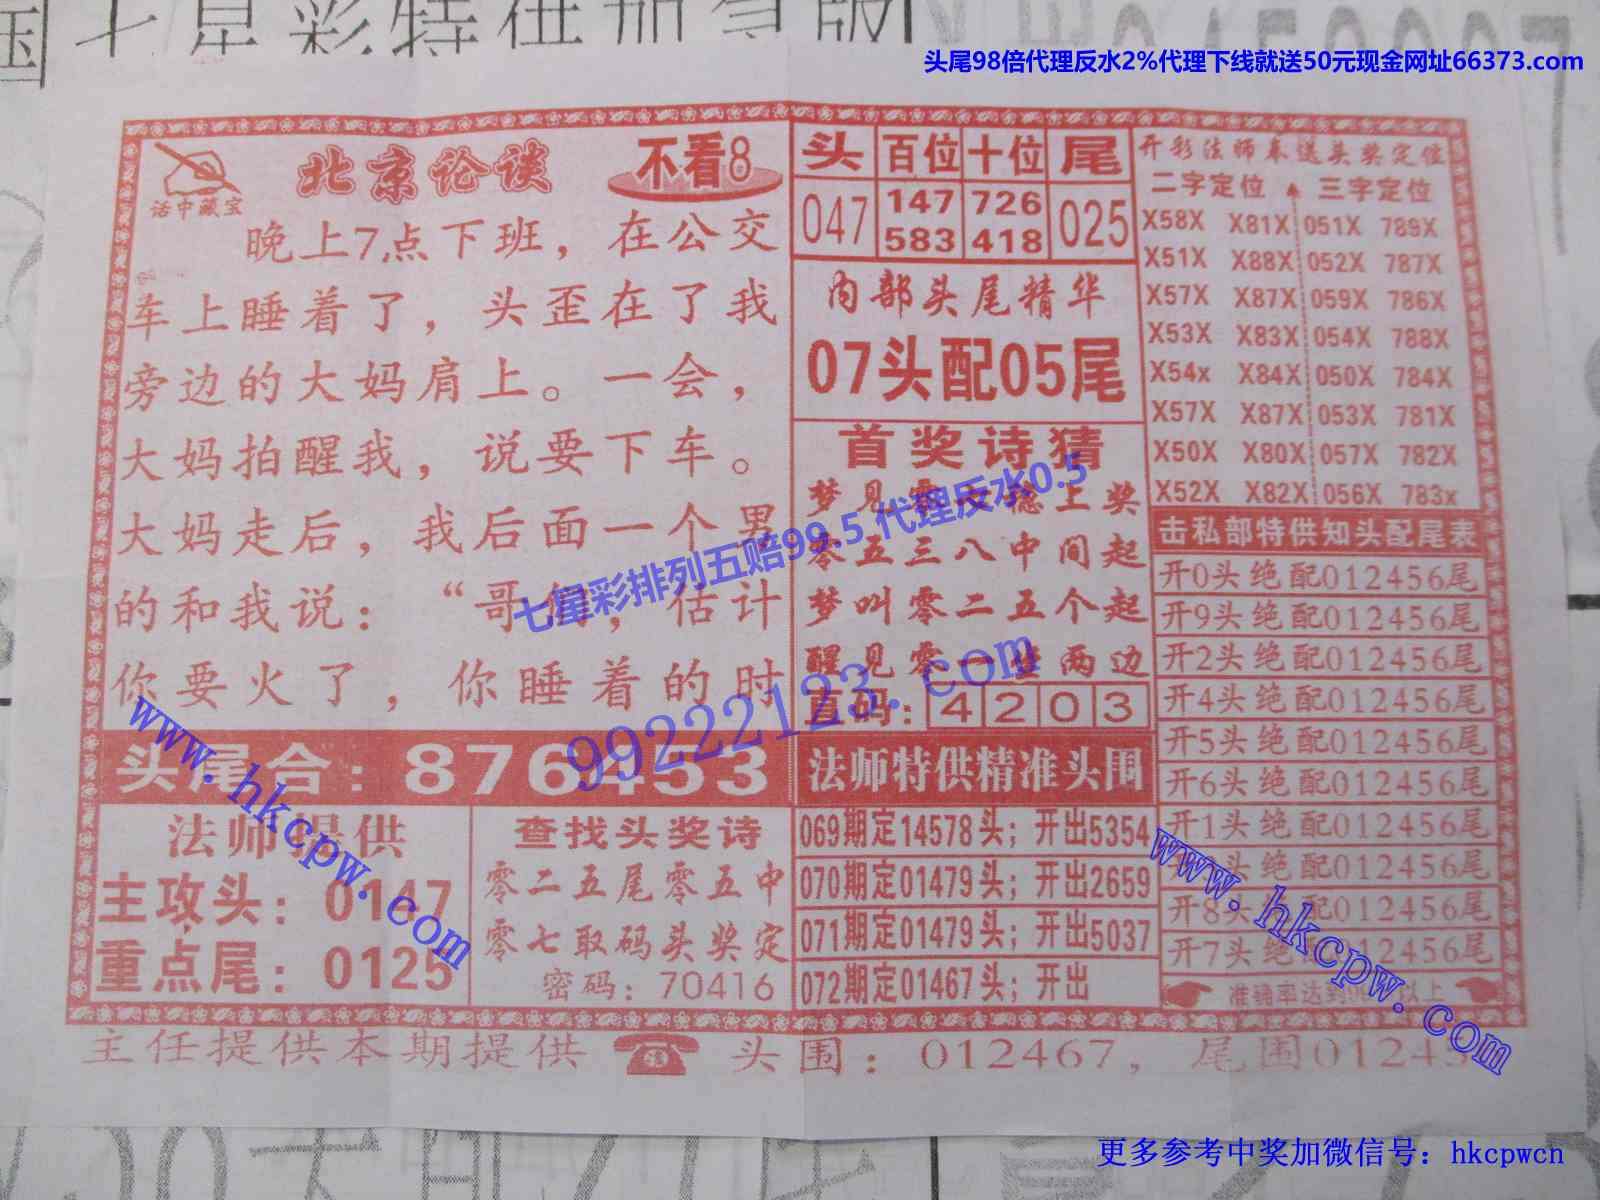 头尾98倍代理反水2%代理下线就送50元现金网址66373.com
话中藏宝
北京论谈
不看8
晚上7点下班，在公交
车上睡着了，头歪在了我
旁边的大妈肩上。一会，
大妈拍醒我，说要下车。
大妈走后，我后面一个男
的和我说：“哥们，估计
你要火了，你睡着的时
头尾合：876453
法师提供
主攻头：0147
重点尾：0125
查找头奖诗
零二五尾零五中
零七取码头奖定
密码：70416
头 百位 十位 尾
047 147 726 025
583 418
内部头尾精华
07头配05尾
首奖诗猜
梦见零七捻上奖
零五三八中间起
梦叫零二五个起
醒见零一坐两边
直码：4203
法师特供精准头围
069期定14578头；开出5354
070期定01479头；开出2659
071期定01479头；开出5037
072期定01467头；开出
开彩法师奉送头奖定位
二字定位 三字定位
X58X X81X 051X 789X
X51X X88X 052X 787X
X57X X87X 059X 786X
X53X X83X 054X 788X
X54x X84X 050X 784X
X57X X87X 053X 781X
X50X X80X 057X 782X
X52X X82X 056X 783x
击私部特供知头配尾表
开0头绝配012456尾
开9头绝配012456尾
开2头绝配012456尾
开4头绝配012456尾
开5头绝配012456尾
开6头绝配012456尾
开1头绝配012456尾
头绝配012456尾
开8头 配012456尾
开7头绝 012456尾
准确率达到 以上
主任提供本期提供 头围：012467，尾围01245
七星彩排列五赔99.5代理反水0.5
99222123.com
www.hkcpw.com
www.hkcpw.com
更多参考中奖加微信号：hkcpwcn